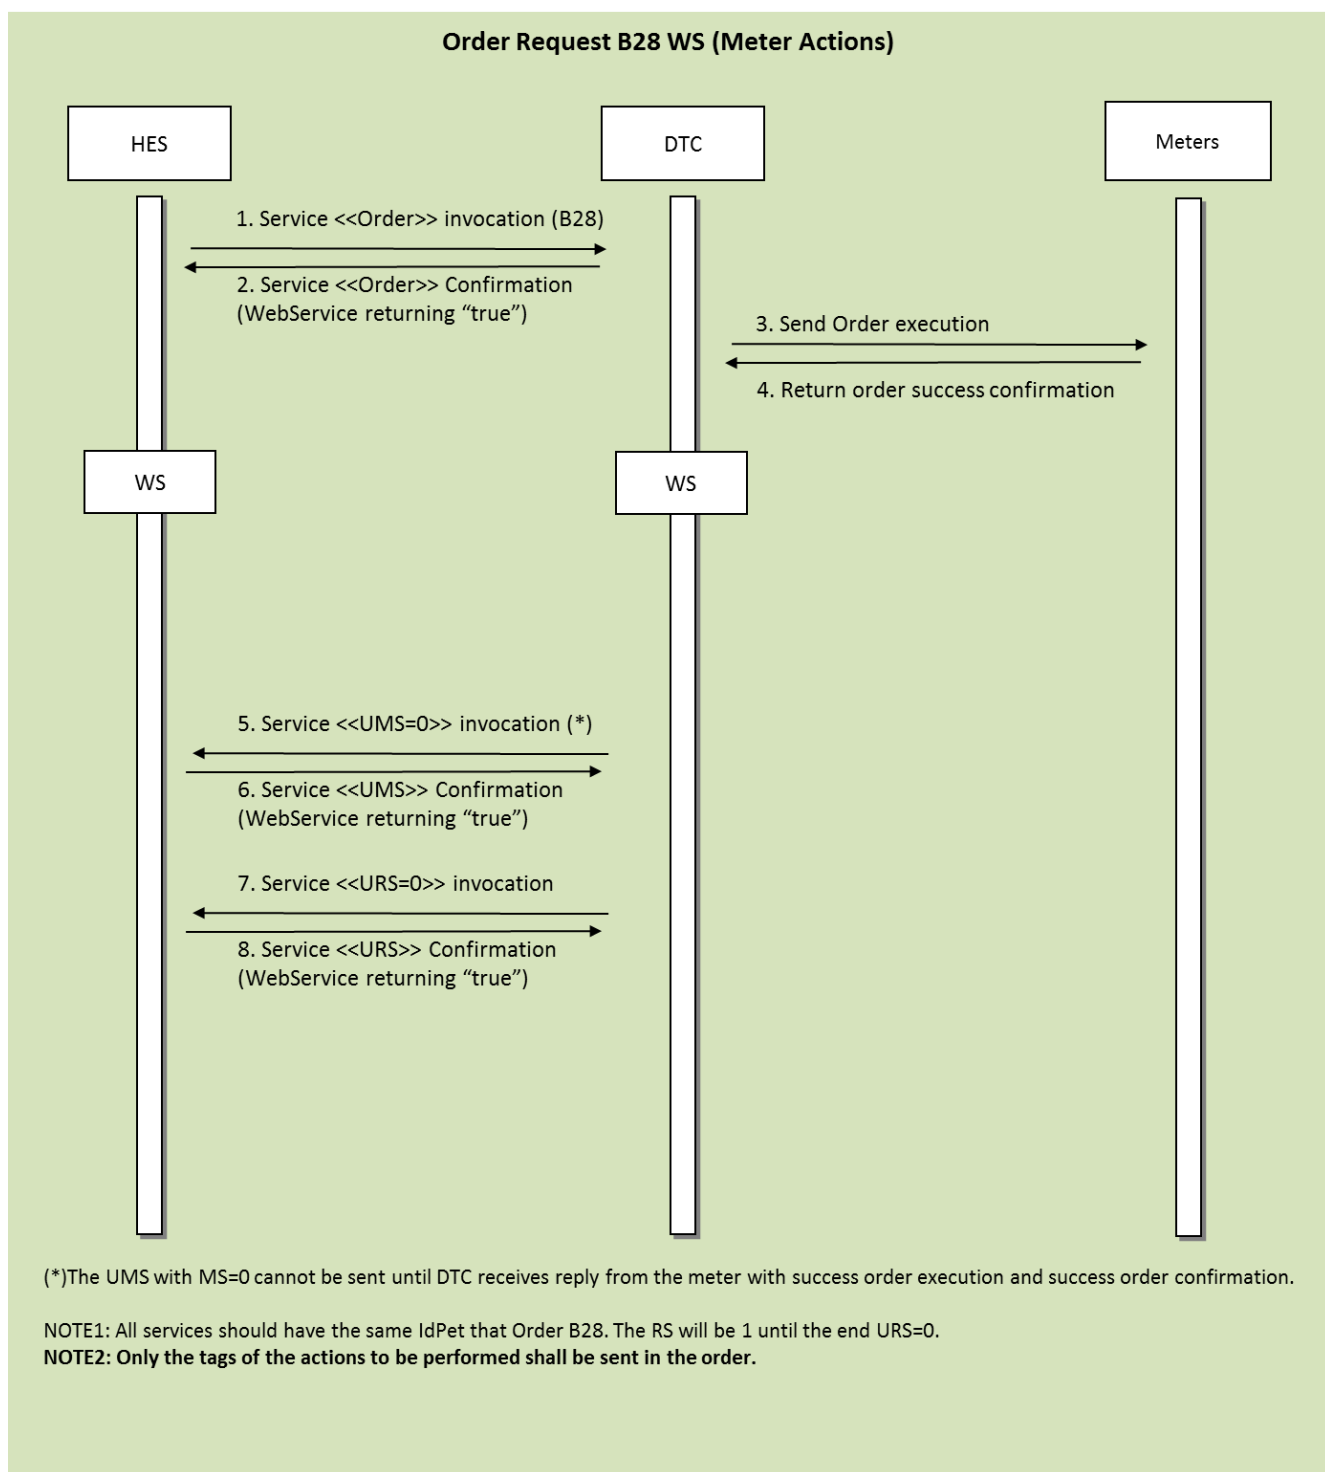 Order Request B28 WS (Meter Actions)
HES
DTC
Meters
1. Service <<Order>> invocation (B28)
2. Service <<Order>> Confirmation
(WebService returning “true”)
3. Send Order execution
4. Return order success confirmation
WS
WS
5. Service <<UMS=0>> invocation (*)
6. Service <<UMS>> Confirmation
(WebService returning “true”)
7. Service <<URS=0>> invocation
8. Service <<URS>> Confirmation
(WebService returning “true”)
(*)The UMS with MS=0 cannot be sent until DTC receives reply from the meter with success order execution and success order confirmation.
NOTE1: All services should have the same IdPet that Order B28. The RS will be 1 until the end URS=0.
NOTE2: Only the tags of the actions to be performed shall be sent in the order.